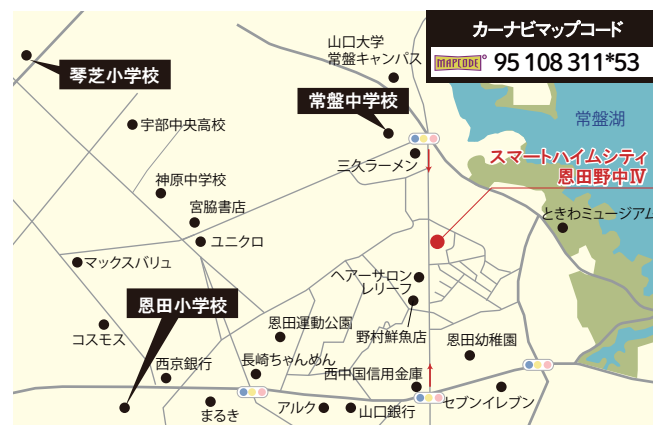 カーナビマップコード
MAPCODE 95 108 311*53
山口大学
常盤キャンパス
琴芝小学校
常盤中学校
常盤湖
宇部中央高校
三久ラーメン
スマートハイムシティ
恩田野中Ⅳ
神原中学校
宮脇書店
ときわミュージアム
ユニクロ
マックスバリュ
ヘアーサロン
レリーフ
恩田小学校
恩田運動公園
野村鮮魚店
恩田幼稚園
コスモス
西京銀行
長崎ちゃんめん
西中国信用金庫
まるき
アルク
山口銀行
セブンイレブン